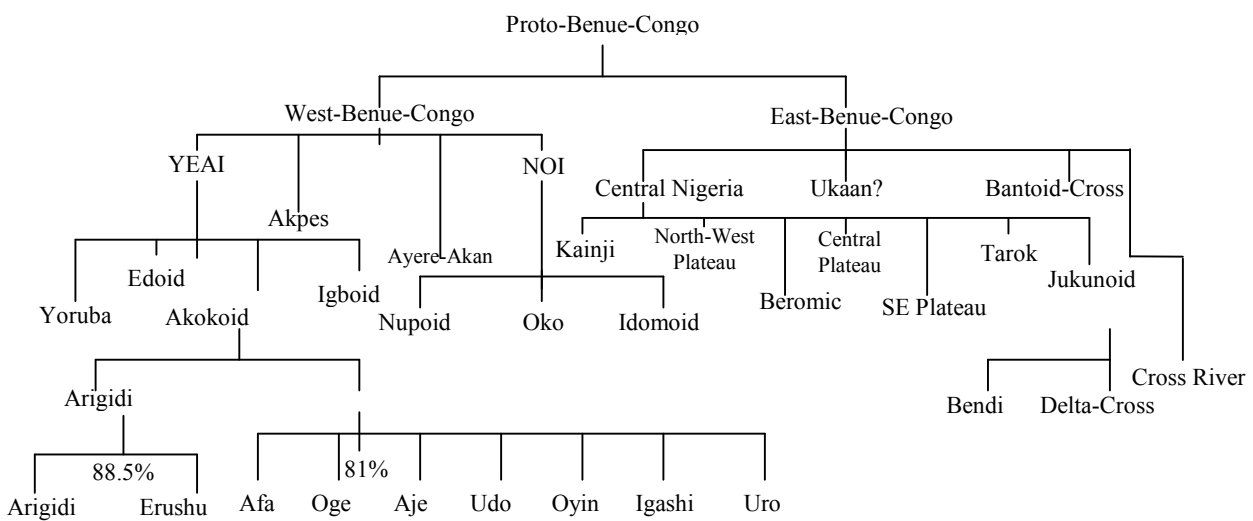 Proto-Benue-Congo
West-Benue-Congo
East-Benue-Congo
YEAI
NOI
Central Nigeria
Ukaan?
Bantoid-Cross
Akpes
Ayere-Akan
Kainji
North-West
Plateau
Central
Plateau
Tarok
Jukunoid
Edoid
Igboid
Beromic
SE Plateau
Yoruba
Akokoid
Nupoid
Oko
Idomoid
Cross River
Arigidi
Bendi
Delta-Cross
88.5%
81%
Arigidi
Erushu
Afa
Oge
Aje
Udo
Oyin
Igashi
Uro